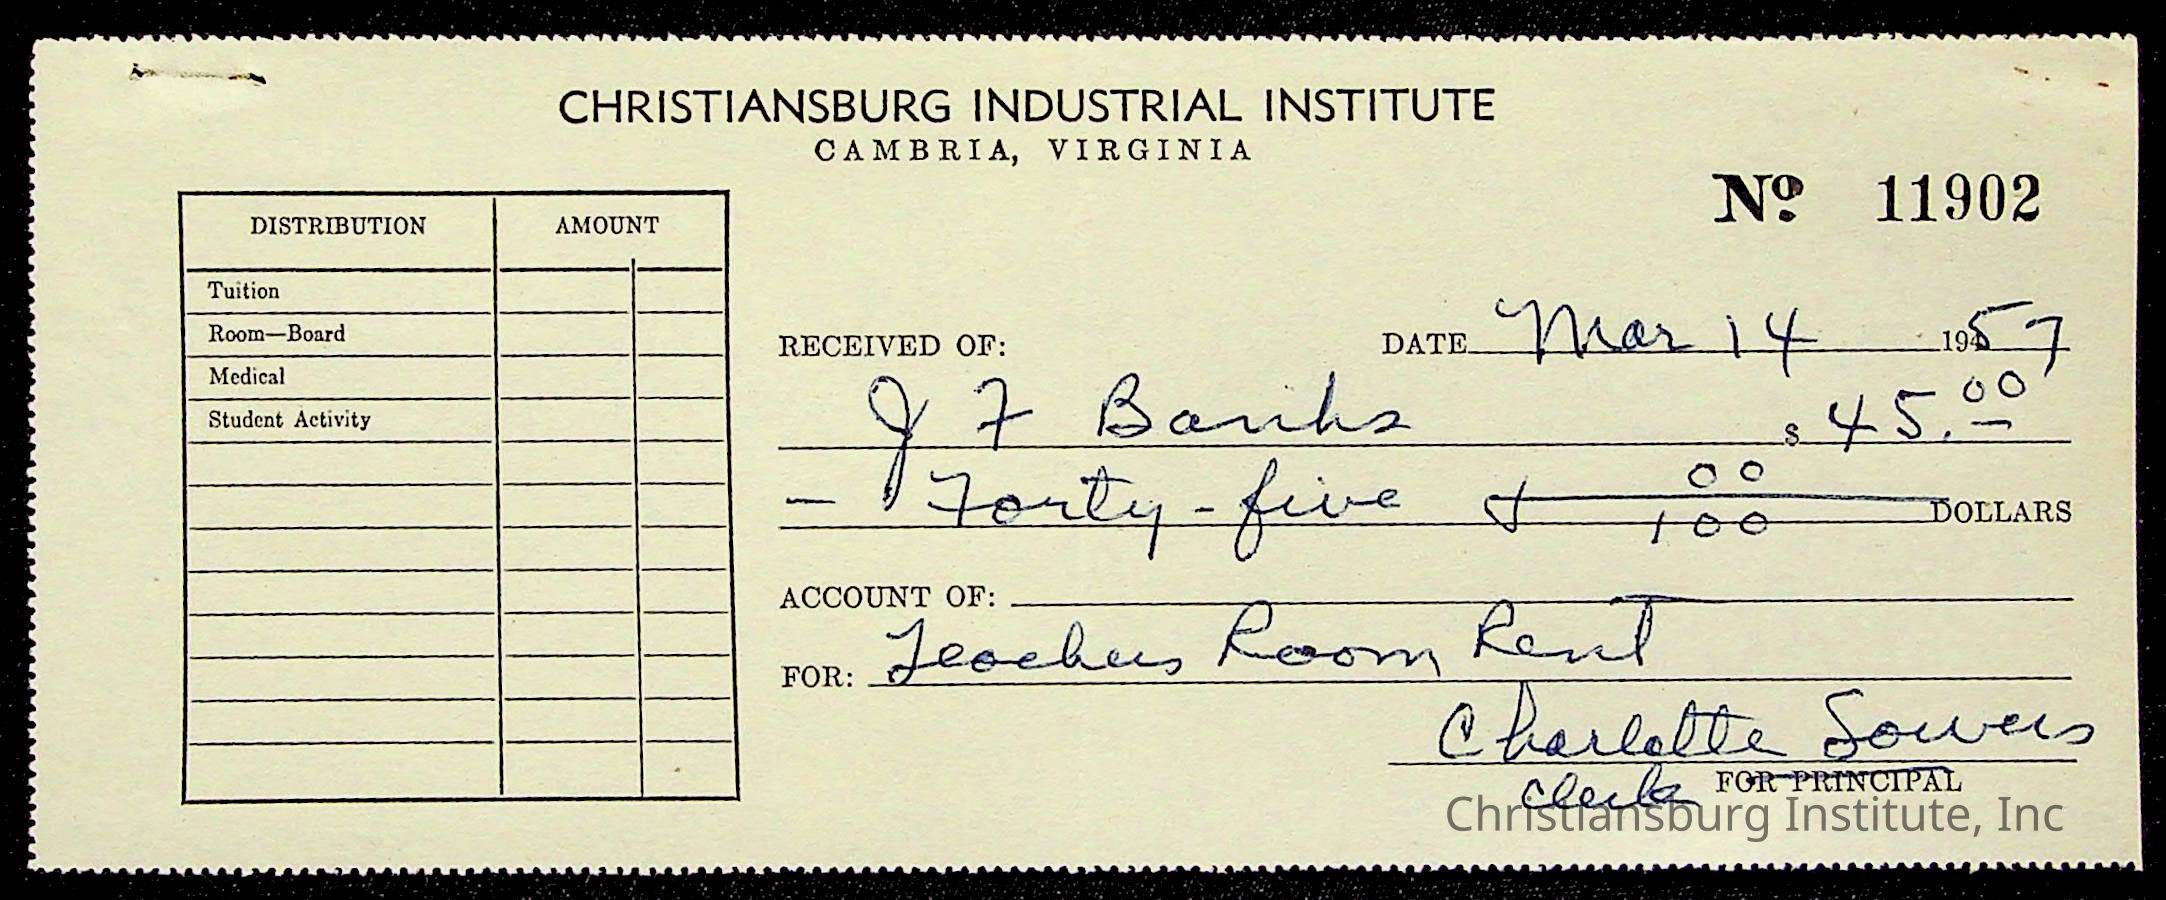 CHRISTIANSBURG INDUSTRIAL INSTITUTE
CAMBRIA, VIRGINIA
Nº 11902
DISTRIBUTION AMOUNT
Tuition
Room—Board
Medical
Student Activity
RECEIVED OF: DATE Mar 14 1957
J F Banks $ 45.00
- Forty-five & 00/100 DOLLARS
ACCOUNT OF:
FOR: Teachers Room Rent
Charlotte Sowers
clerk FOR PRINCIPAL
Christiansburg Institute, Inc